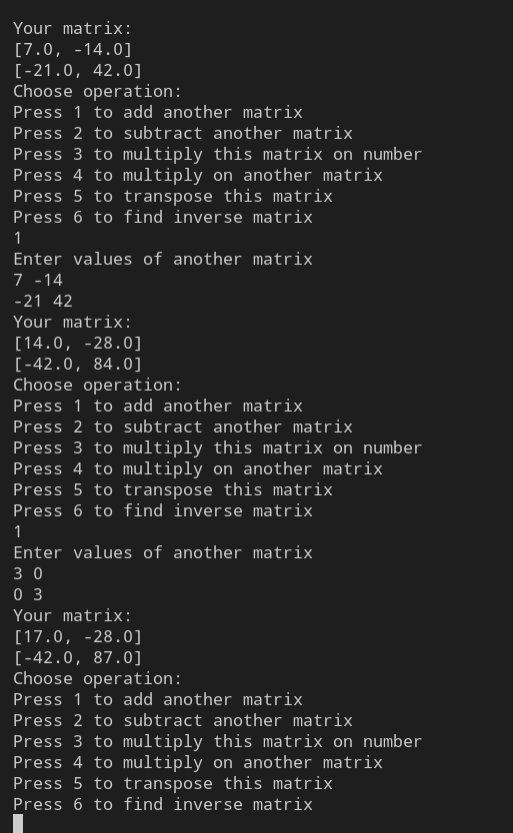 Your matrix:
[7.0, -14.0]
[-21.0, 42.0]
Choose operation:
Press 1 to add another matrix
Press 2 to subtract another matrix
Press 3 to multiply this matrix on number
Press 4 to multiply on another matrix
Press 5 to transpose this matrix
Press 6 to find inverse matrix
1
Enter values of another matrix
7 -14
-21 42
Your matrix:
[14.0, -28.0]
[-42.0, 84.0]
Choose operation:
Press 1 to add another matrix
Press 2 to subtract another matrix
Press 3 to multiply this matrix on number
Press 4 to multiply on another matrix
Press 5 to transpose this matrix
Press 6 to find inverse matrix
1
Enter values of another matrix
3 0
0 3
Your matrix:
[17.0, -28.0]
[-42.0, 87.0]
Choose operation:
Press 1 to add another matrix
Press 2 to subtract another matrix
Press 3 to multiply this matrix on number
Press 4 to multiply on another matrix
Press 5 to transpose this matrix
Press 6 to find inverse matrix